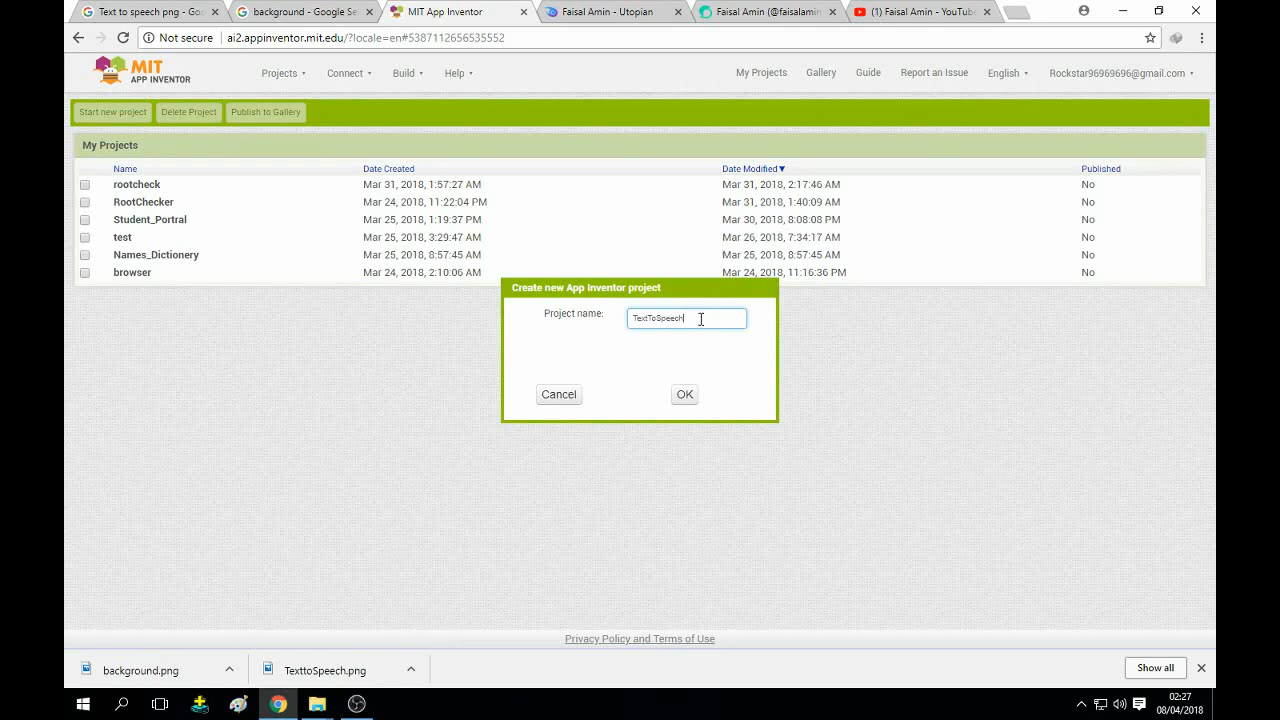 Text to speech png - Goo
background - Google Se
MIT App Inventor
Faisal Amin - Utopian
Faisal Amin (@faisalamin
(1) Faisal Amin - YouTube
Not secure
ai2.appinventor.mit.edu/?locale=en#5387112656535552
MIT
APP INVENTOR
Projects
Connect
Build
Help
My Projects
Gallery
Guide
Report an Issue
English
Rockstar96969696@gmail.com
Start new project
Delete Project
Publish to Gallery
My Projects
Name Date Created Date Modified▼ Published
rootcheck Mar 31, 2018, 1:57:27 AM Mar 31, 2018, 2:17:46 AM No
RootChecker Mar 24, 2018, 11:22:04 PM Mar 31, 2018, 1:40:09 AM No
Student_Portral Mar 25, 2018, 1:19:37 PM Mar 30, 2018, 8:08:08 PM No
test Mar 25, 2018, 3:29:47 AM Mar 26, 2018, 7:34:17 AM No
Names_Dictionery Mar 25, 2018, 8:57:45 AM Mar 25, 2018, 8:57:45 AM No
browser Mar 24, 2018, 2:10:06 AM Mar 24, 2018, 11:16:36 PM No
Create new App Inventor project
Project name: TextToSpeech
Cancel
OK
Privacy Policy and Terms of Use
background.png
TexttoSpeech.png
Show all
02:27
08/04/2018